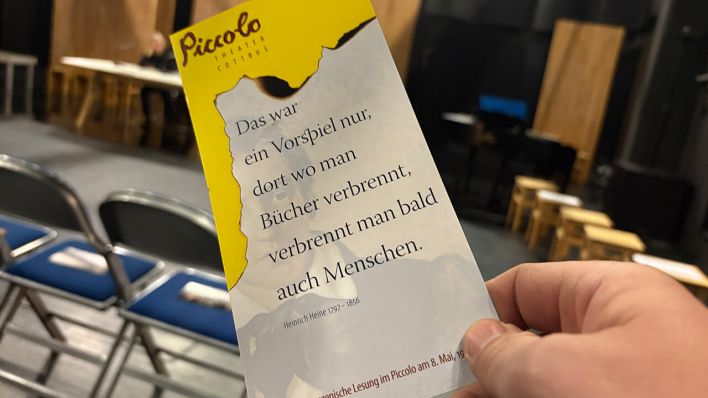 Piccolo
THEATER
COTTBUS
Das war
ein Vorspiel nur,
dort wo man
Bücher verbrennt,
verbrennt man bald
auch Menschen.
Heinrich Heine 1797 – 1856
Lesung im Piccolo am 8. Mai,